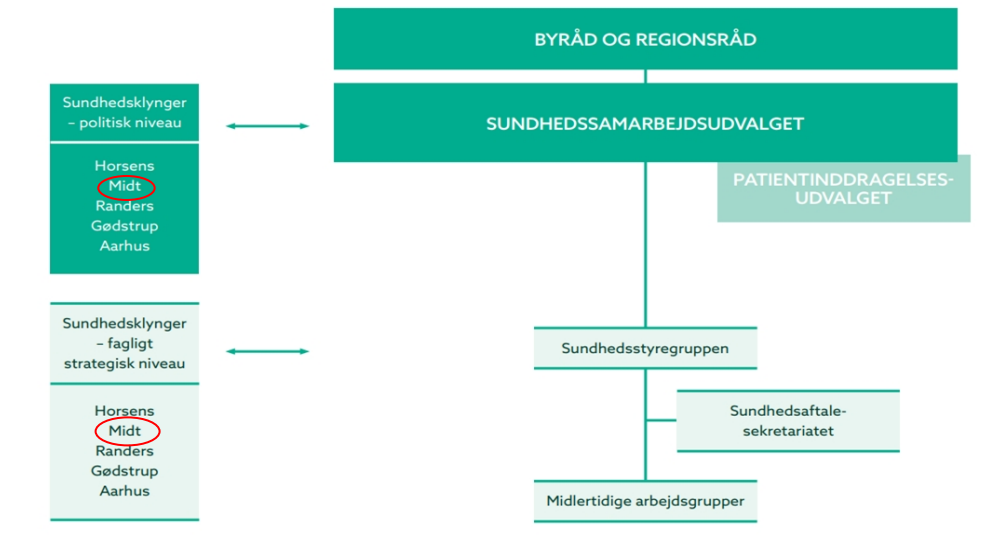 BYRÅD OG REGIONSRÅD
SUNDHEDSSAMARBEJDSUDVALGET
PATIENTINDDRAGELSES-
UDVALGET
Sundhedsklynger
– politisk niveau
Horsens
Midt
Randers
Gødstrup
Aarhus
Sundhedsklynger
– fagligt
strategisk niveau
Horsens
Midt
Randers
Gødstrup
Aarhus
Sundhedsstyregruppen
Sundhedsaftale-
sekretariatet
Midlertidige arbejdsgrupper